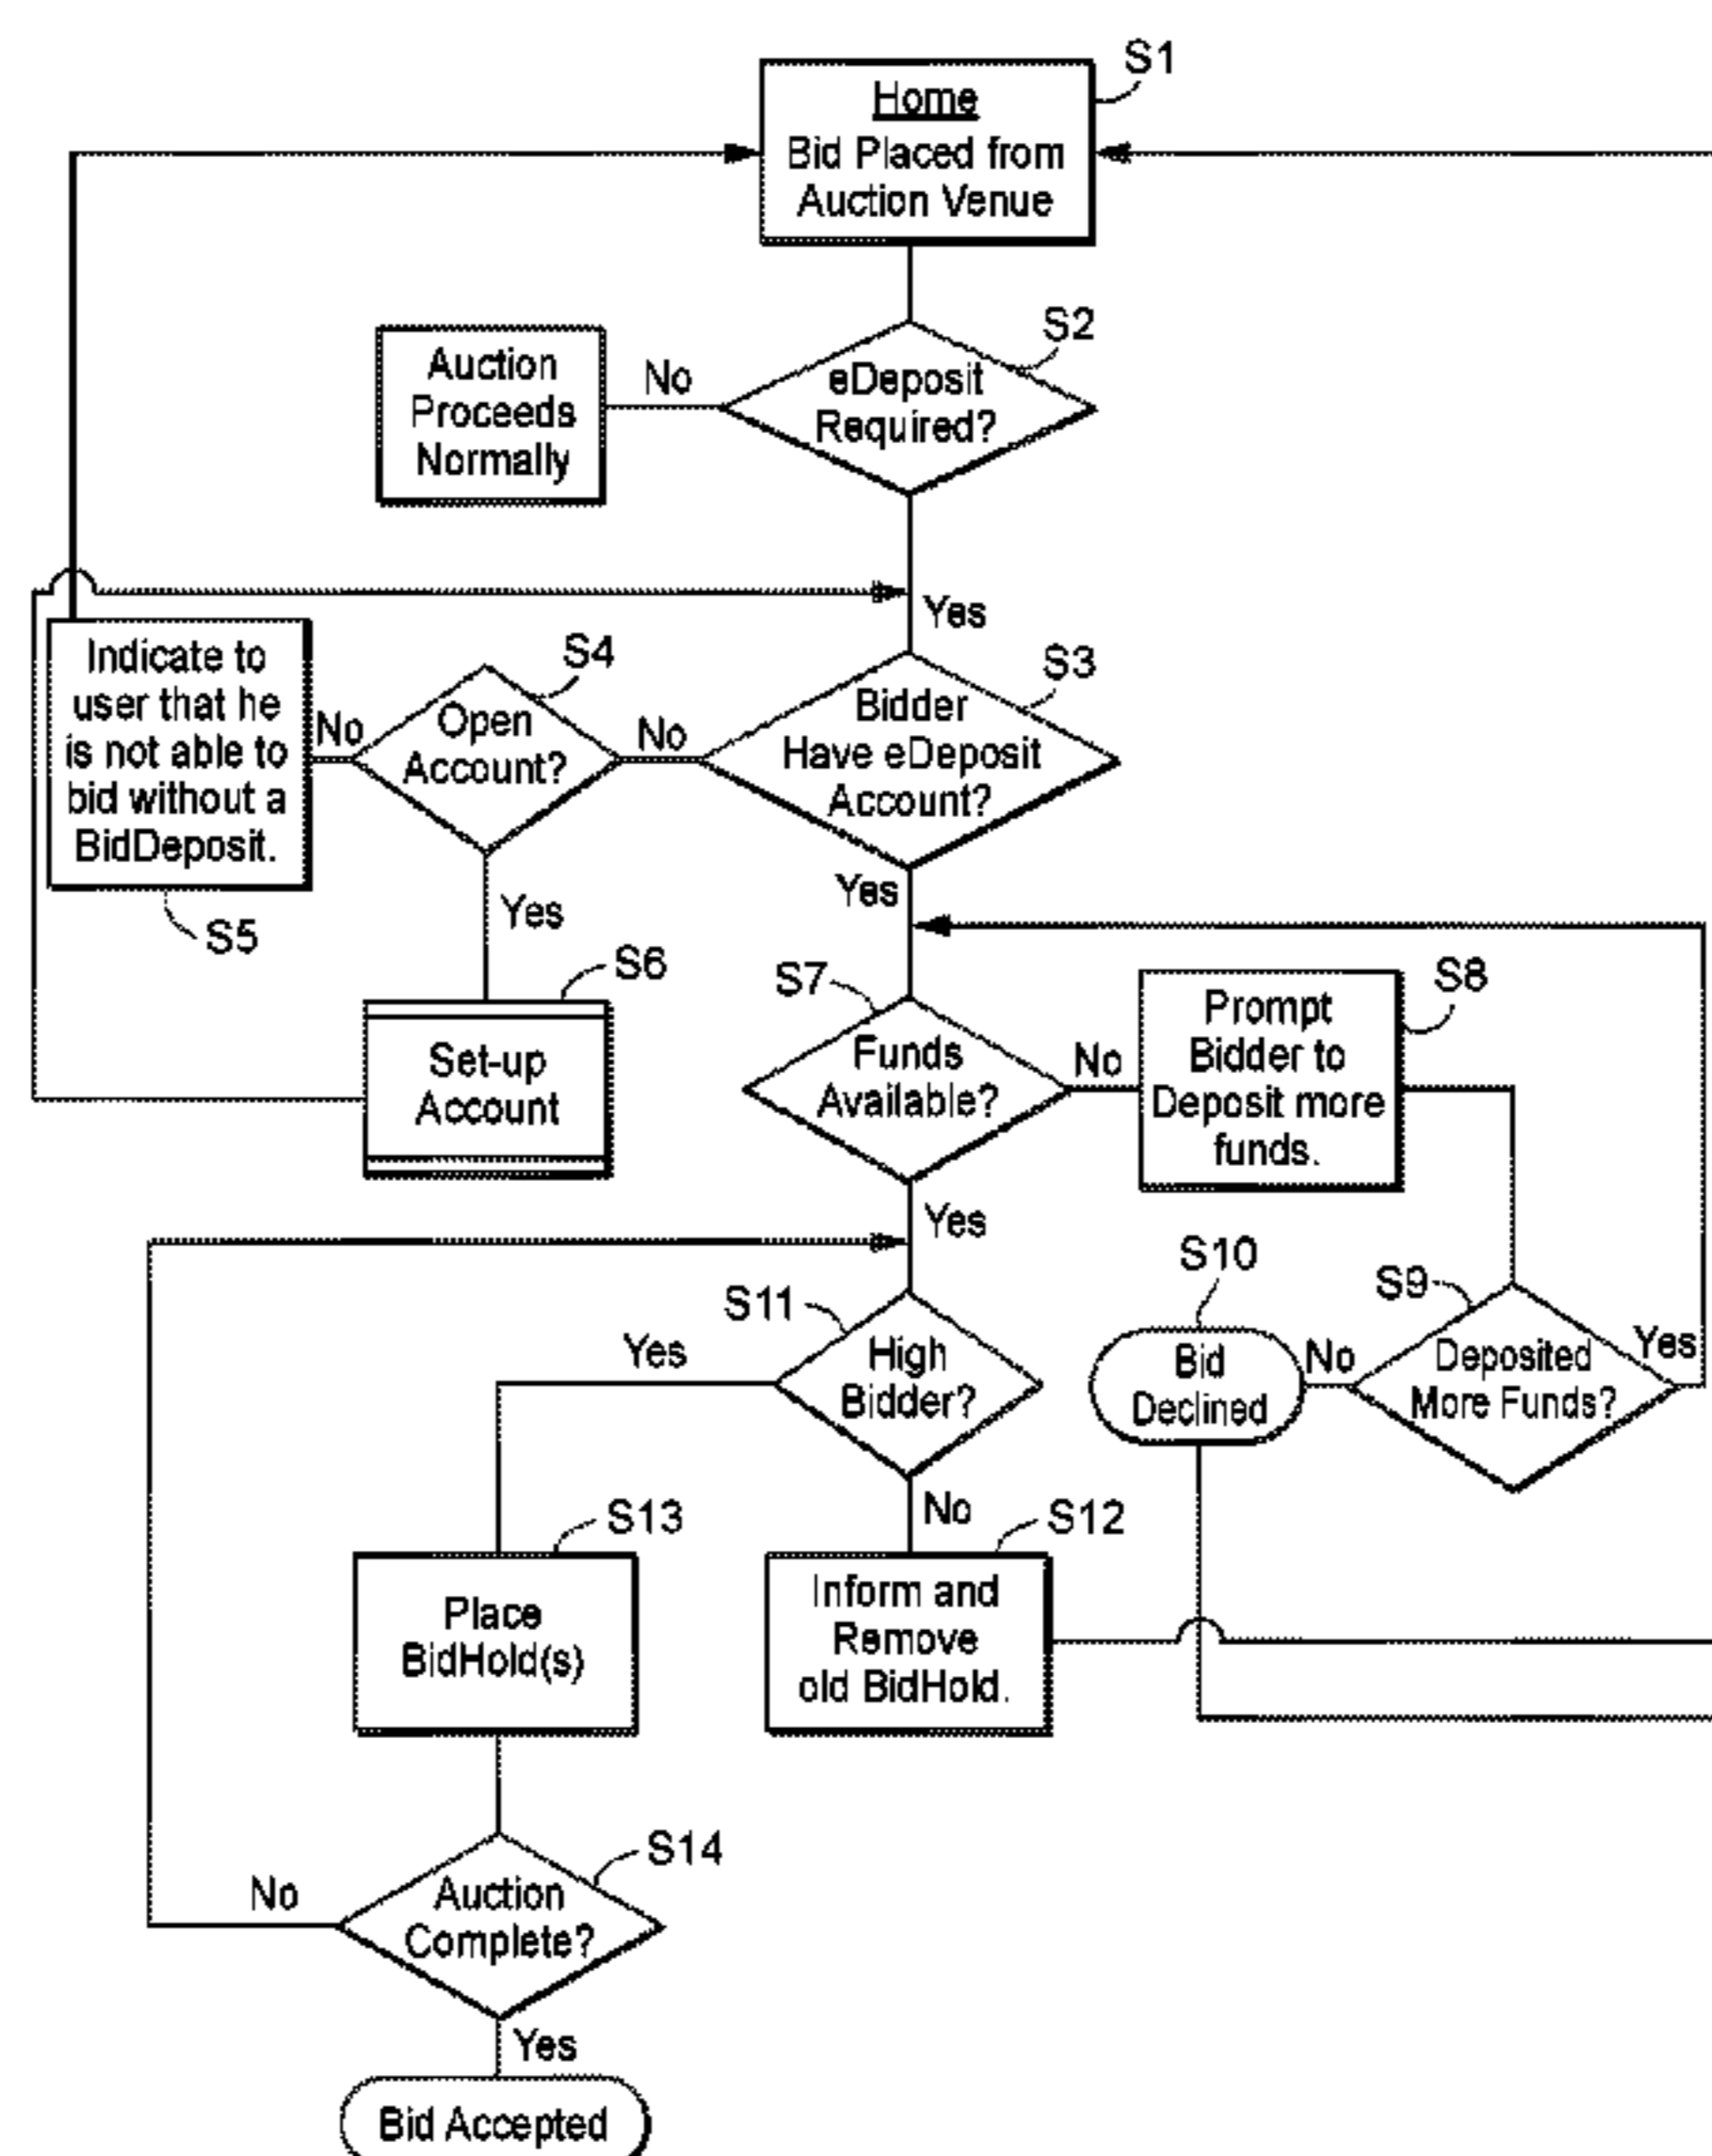 S1
Home
Bid Placed from
Auction Venue
S2
eDeposit
Required?
No
Auction
Proceeds
Normally
Yes
S3
Bidder
Have eDeposit
Account?
No
S4
Open
Account?
No
Indicate to
user that he
is not able to
bid without a
BidDeposit.
S5
Yes
S6
Set-up
Account
Yes
S7
Funds
Available?
No
S8
Prompt
Bidder to
Deposit more
funds.
Yes
S9
Deposited
More Funds?
Yes
No
S10
Bid
Declined
S11
High
Bidder?
Yes
No
S12
Inform and
Remove
old BidHold.
S13
Place
BidHold(s)
S14
Auction
Complete?
No
Yes
Bid Accepted